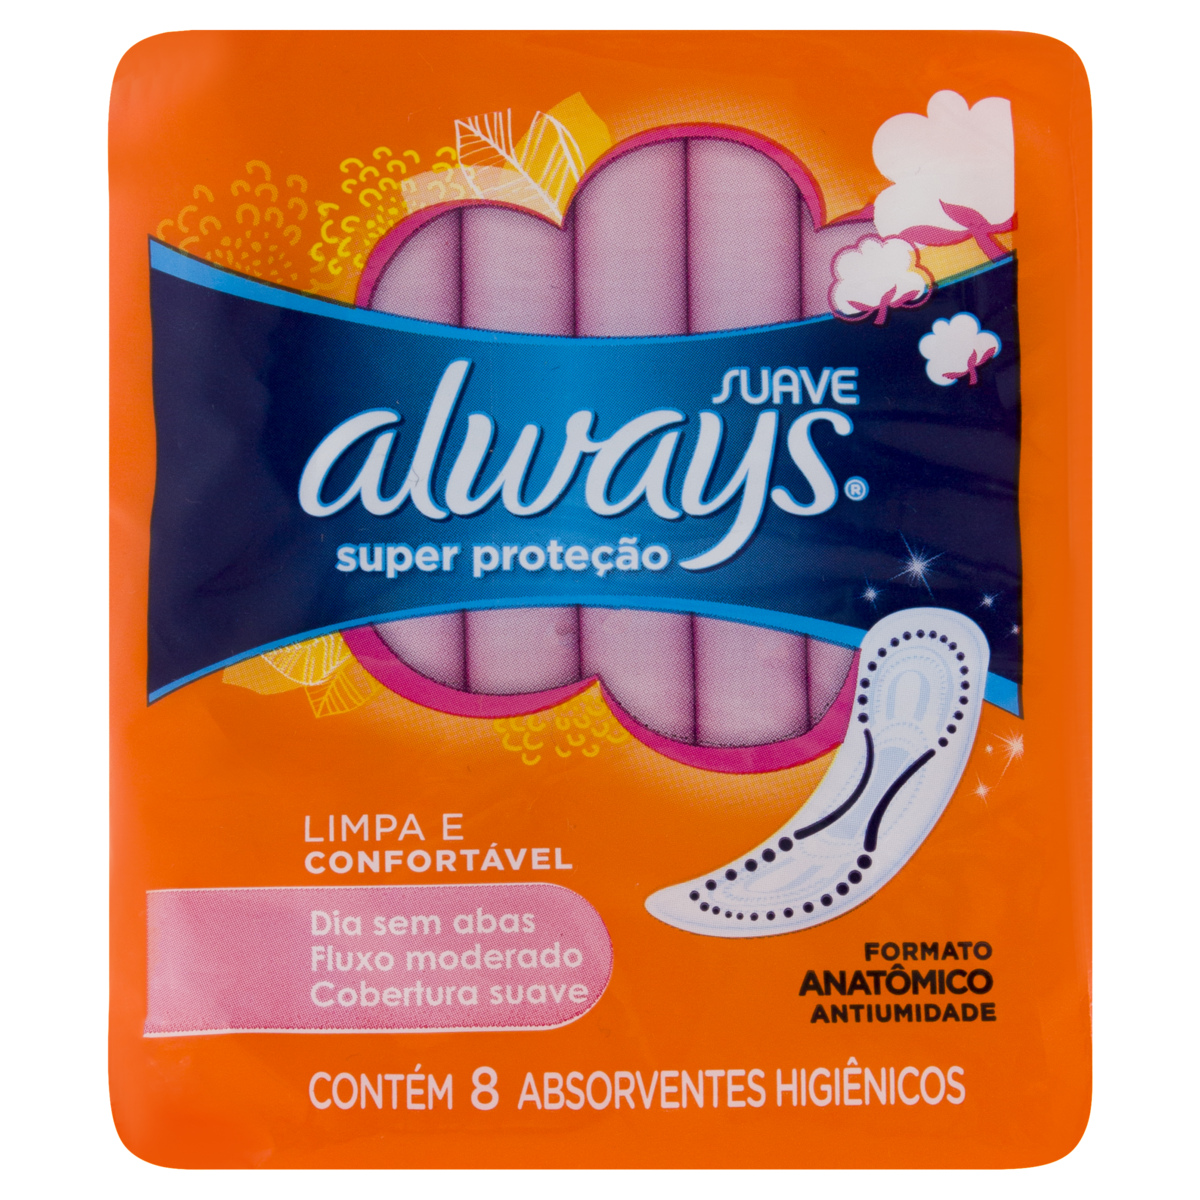 SUAVE
always®
super proteção
LIMPA E
CONFORTÁVEL
Dia sem abas
Fluxo moderado
Cobertura suave
FORMATO
ANATÔMICO
ANTIUMIDADE
CONTÉM 8 ABSORVENTES HIGIÊNICOS